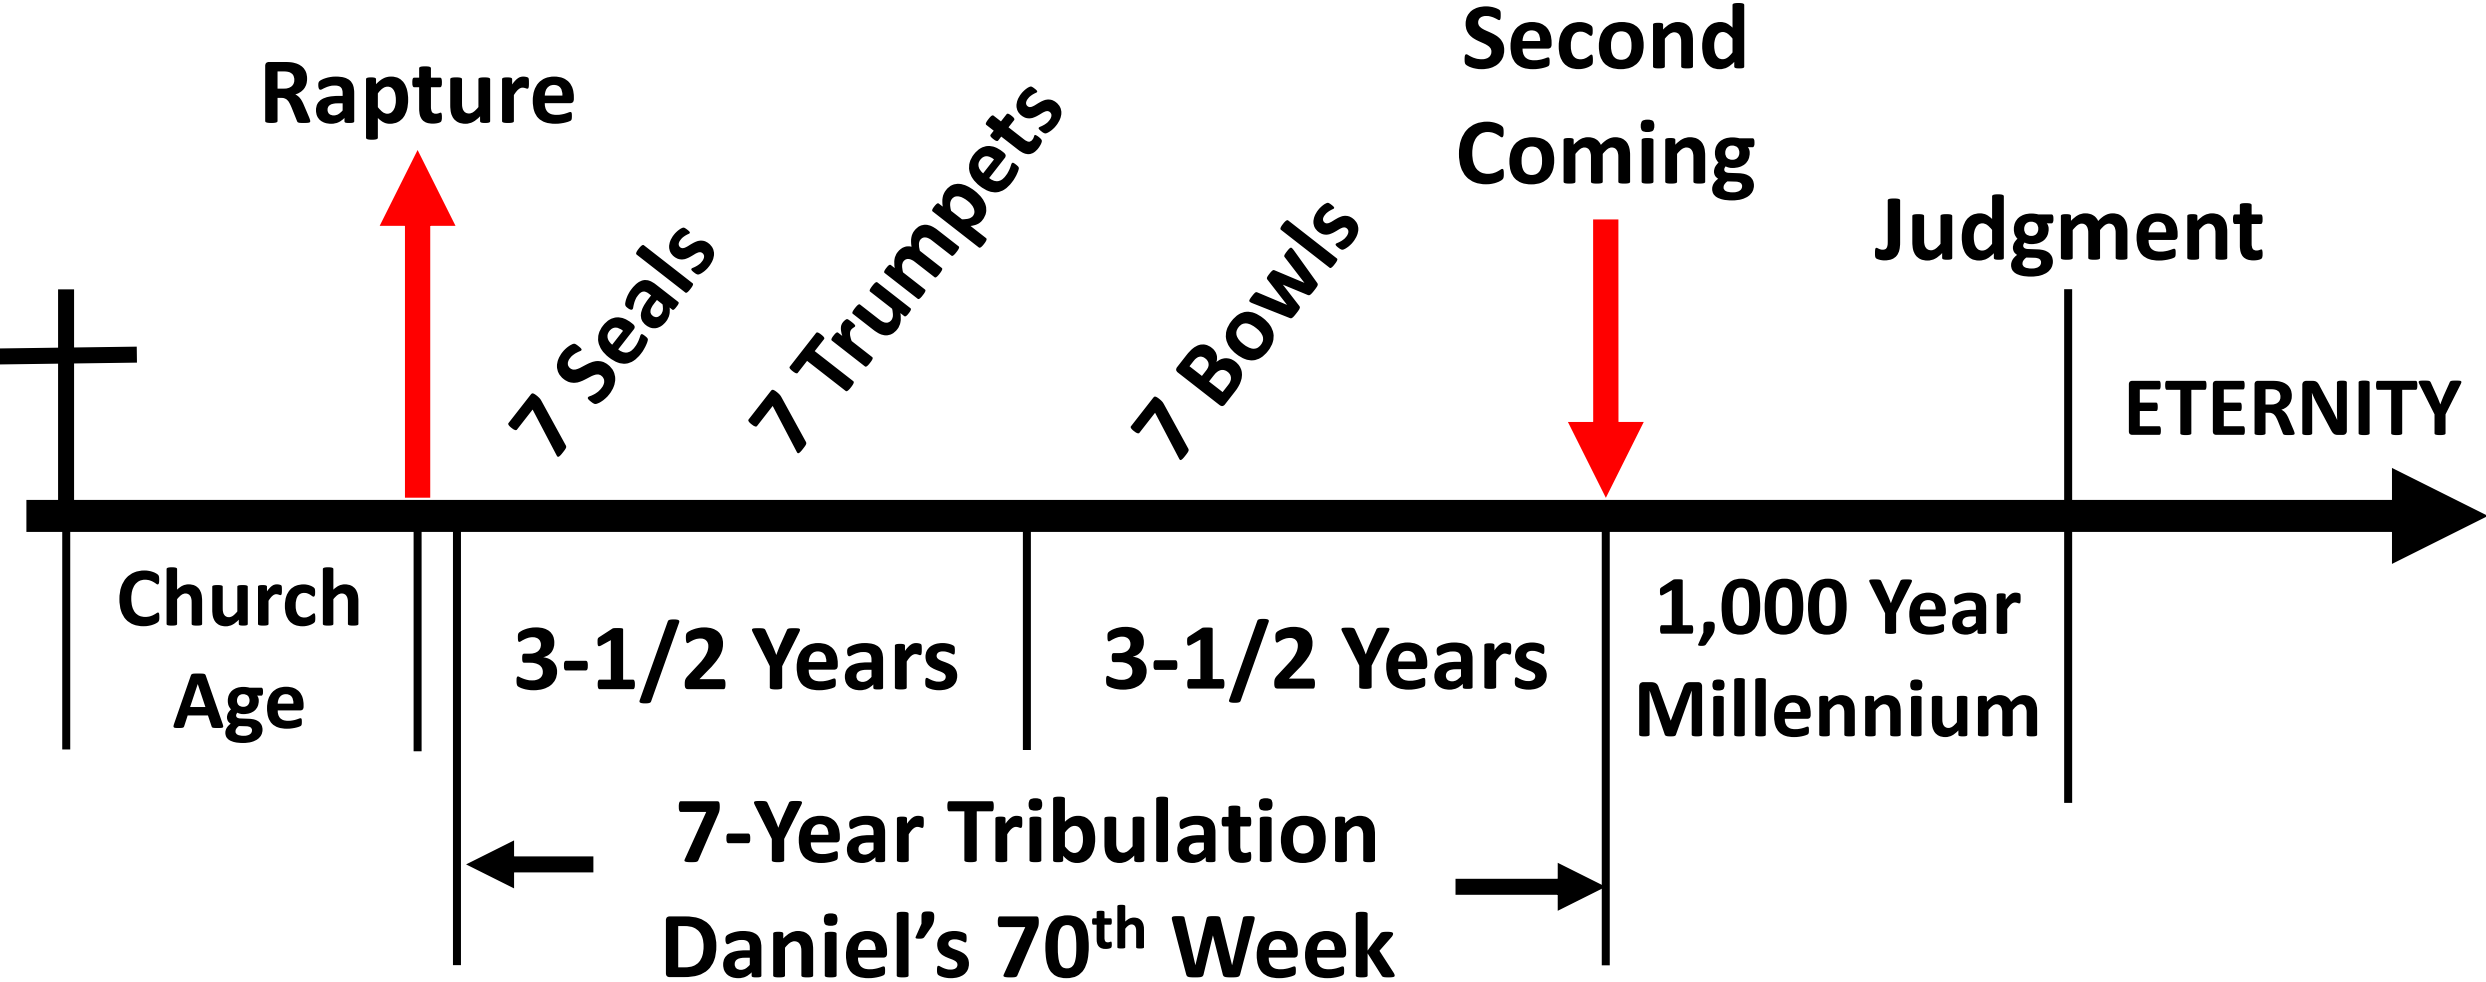 Rapture
7 Seals
7 Trumpets
7 Bowls
Second
Coming
Judgment
ETERNITY
Church
Age
3-1/2 Years
3-1/2 Years
1,000 Year
Millennium
7-Year Tribulation
Daniel’s 70th Week